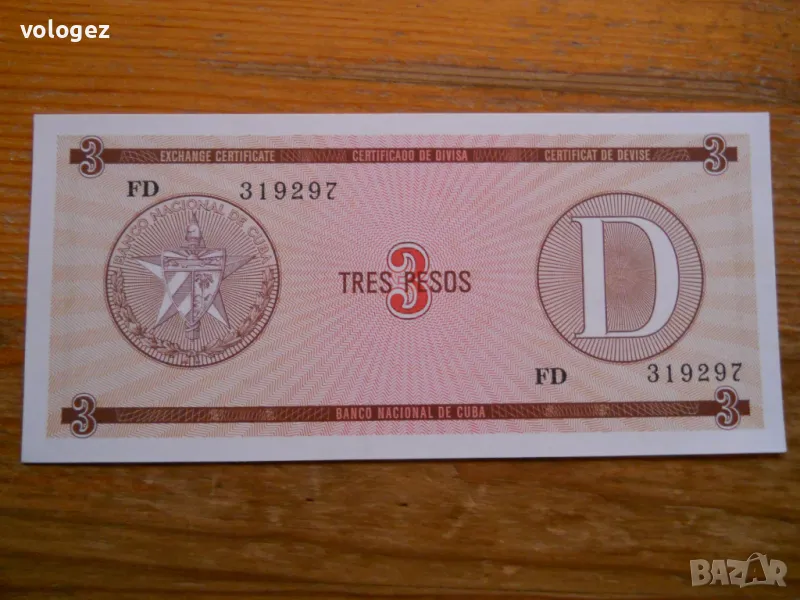 vologez
3 EXCHANGE CERTIFICATE CERTIFICADO DE DIVISA CERTIFICAT DE DEVISE 3
FD 319297
BANCO NACIONAL DE CUBA
D
TRES PESOS
3
FD 319297
3 BANCO NACIONAL DE CUBA 3
BAZAR